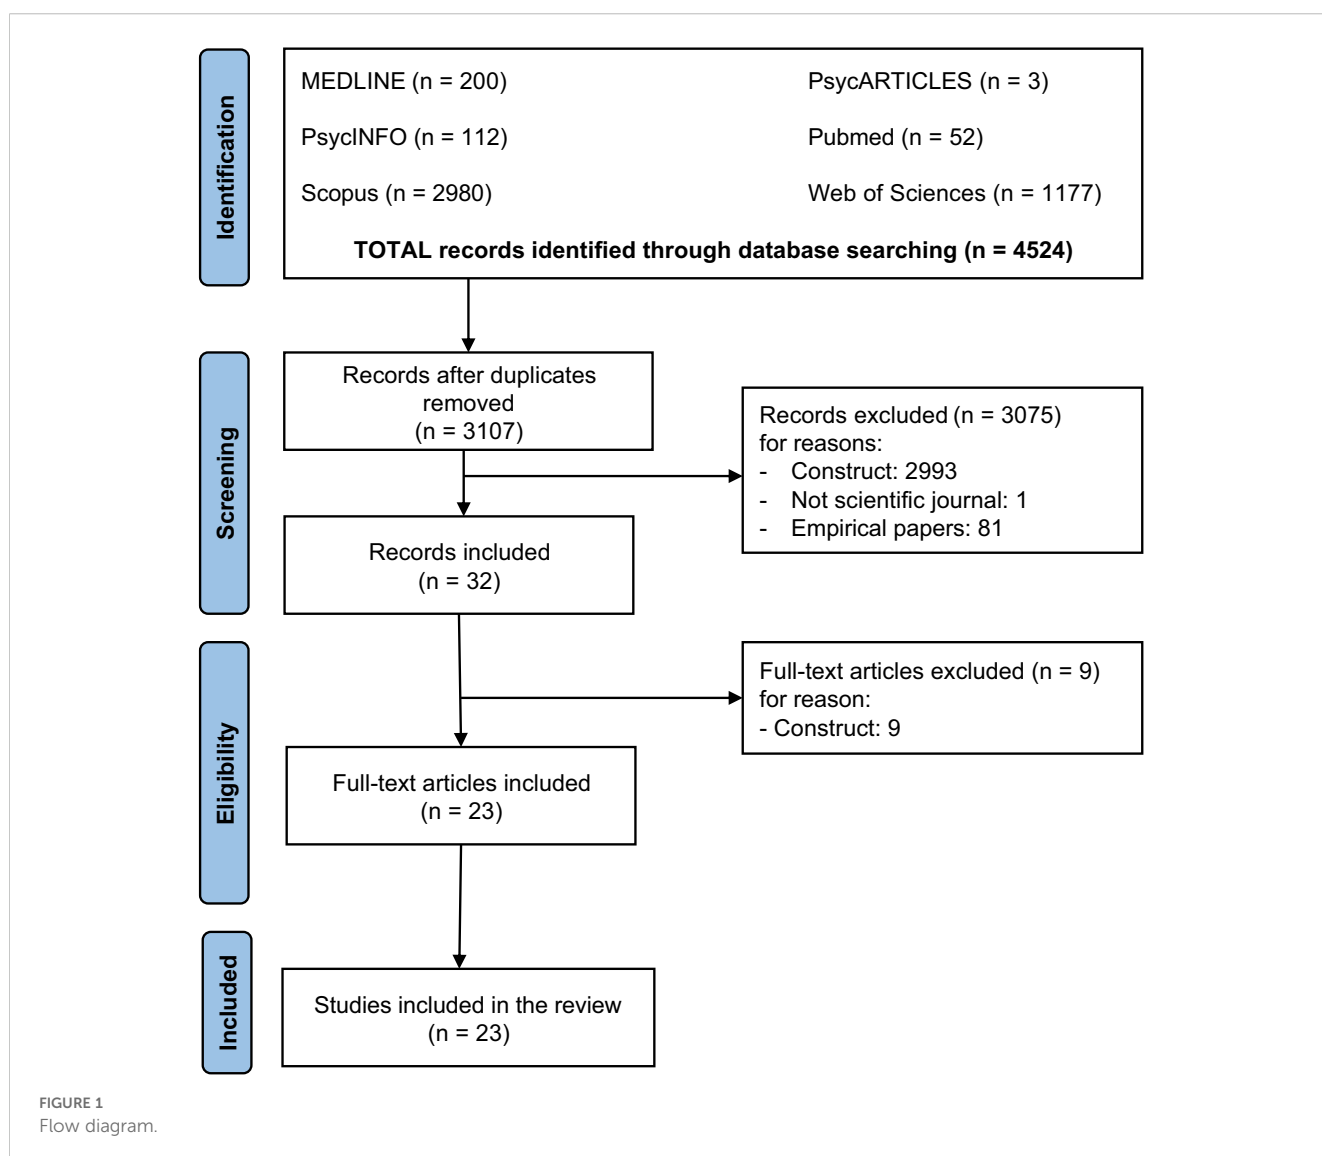 Identification
MEDLINE (n = 200)
PsycARTICLES (n = 3)
PsycINFO (n = 112)
Pubmed (n = 52)
Scopus (n = 2980)
Web of Sciences (n = 1177)
TOTAL records identified through database searching (n = 4524)
Screening
Records after duplicates
removed
(n = 3107)
Records excluded (n = 3075)
for reasons:
- Construct: 2993
- Not scientific journal: 1
- Empirical papers: 81
Records included
(n = 32)
Eligibility
Full-text articles excluded (n = 9)
for reason:
- Construct: 9
Full-text articles included
(n = 23)
Included
Studies included in the review
(n = 23)
FIGURE 1
Flow diagram.